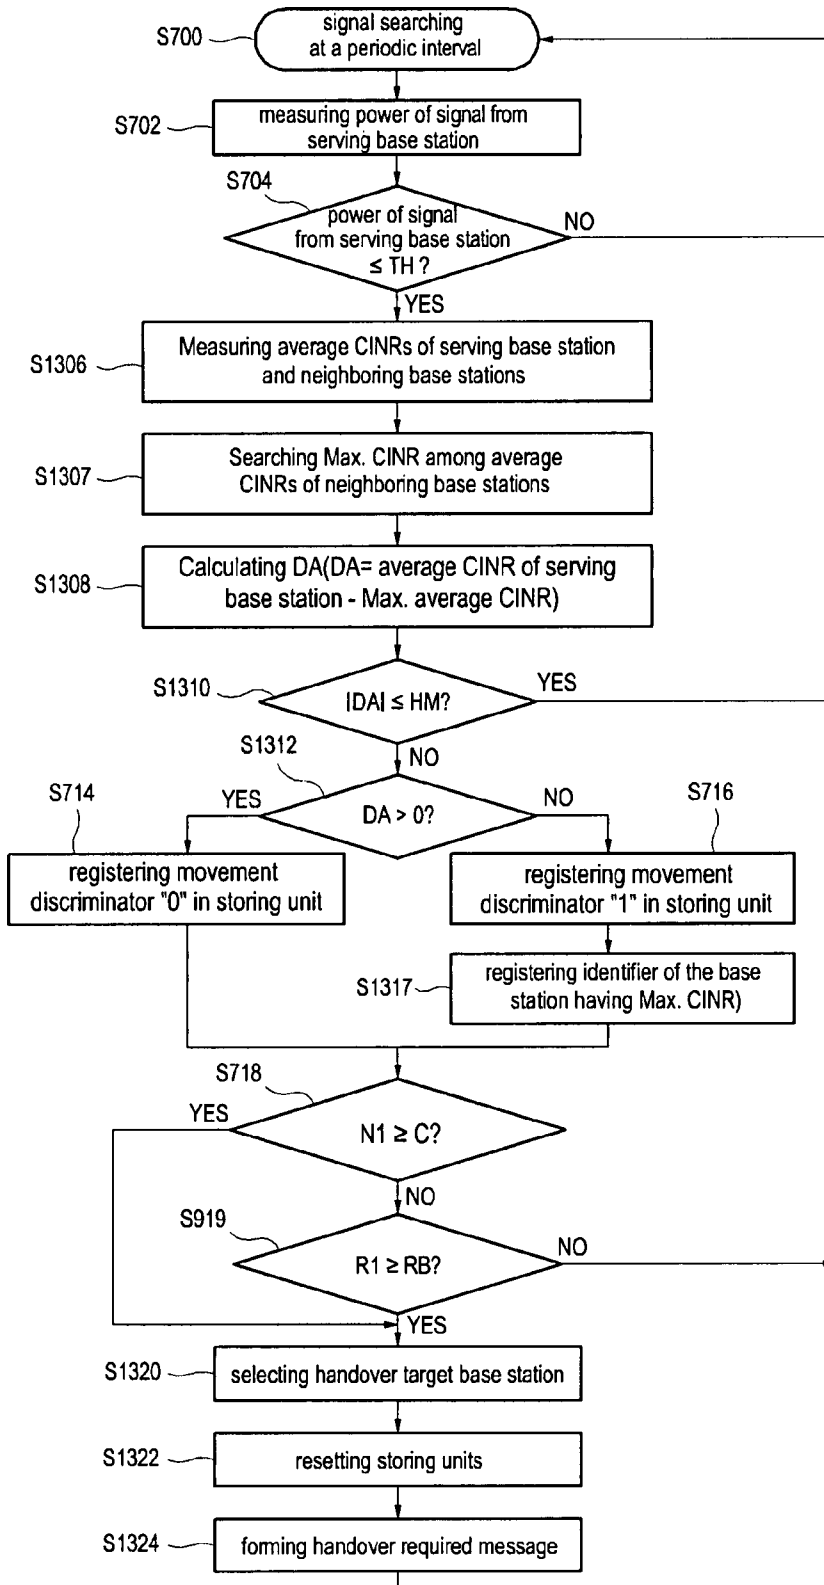 S700
signal searching
at a periodic interval
S702
measuring power of signal from
serving base station
S704
power of signal
from serving base station
≤ TH ?
NO
YES
S1306
Measuring average CINRs of serving base station
and neighboring base stations
S1307
Searching Max. CINR among average
CINRs of neighboring base stations
S1308
Calculating DA(DA= average CINR of serving
base station - Max. average CINR)
S1310
|DA| ≤ HM?
YES
NO
S1312
DA > 0?
YES
NO
S714
registering movement
discriminator "0" in storing unit
S716
registering movement
discriminator "1" in storing unit
S1317
registering identifier of the base
station having Max. CINR)
S718
YES
N1 ≥ C?
NO
S919
R1 ≥ RB?
NO
YES
S1320
selecting handover target base station
S1322
resetting storing units
S1324
forming handover required message